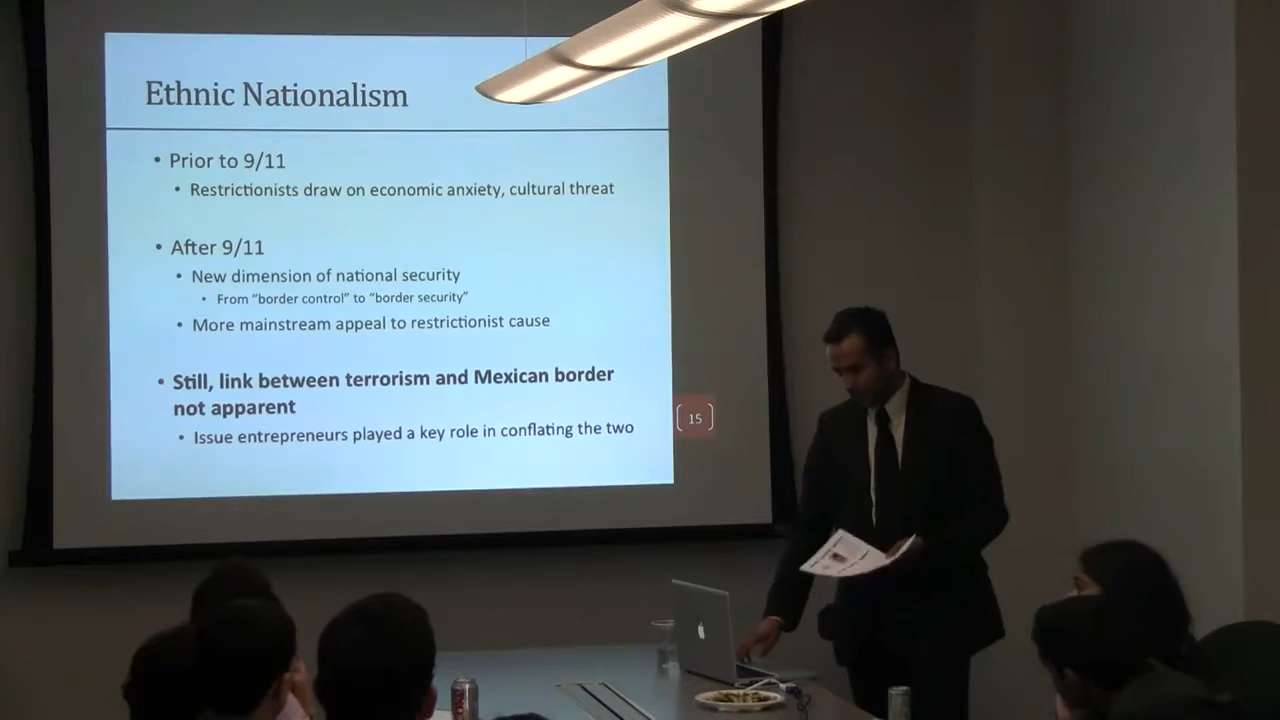 Ethnic Nationalism
• Prior to 9/11
• Restrictionists draw on economic anxiety, cultural threat
• After 9/11
• New dimension of national security
• From “border control” to “border security”
• More mainstream appeal to restrictionist cause
• Still, link between terrorism and Mexican border
not apparent
• Issue entrepreneurs played a key role in conflating the two
15